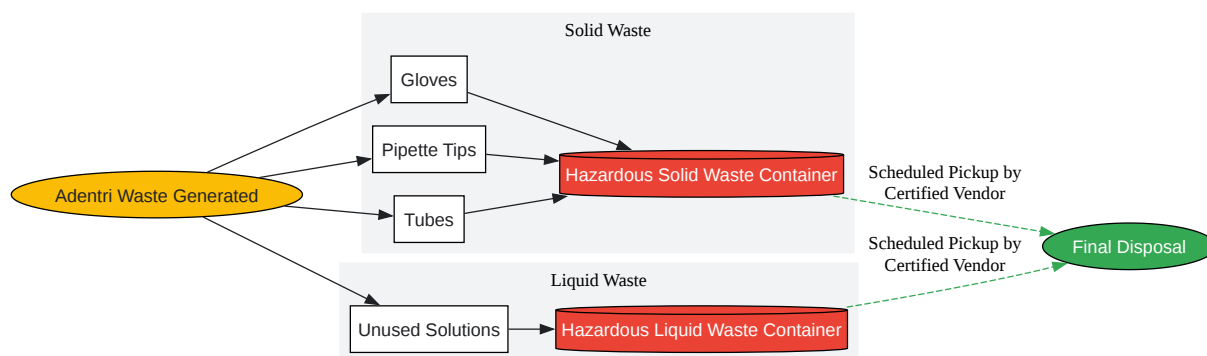 Solid Waste
Gloves
Pipette Tips
Hazardous Solid Waste Container
Tubes
Adentri Waste Generated
Scheduled Pickup by
Certified Vendor
Final Disposal
Scheduled Pickup by
Certified Vendor
Liquid Waste
Unused Solutions
Hazardous Liquid Waste Container